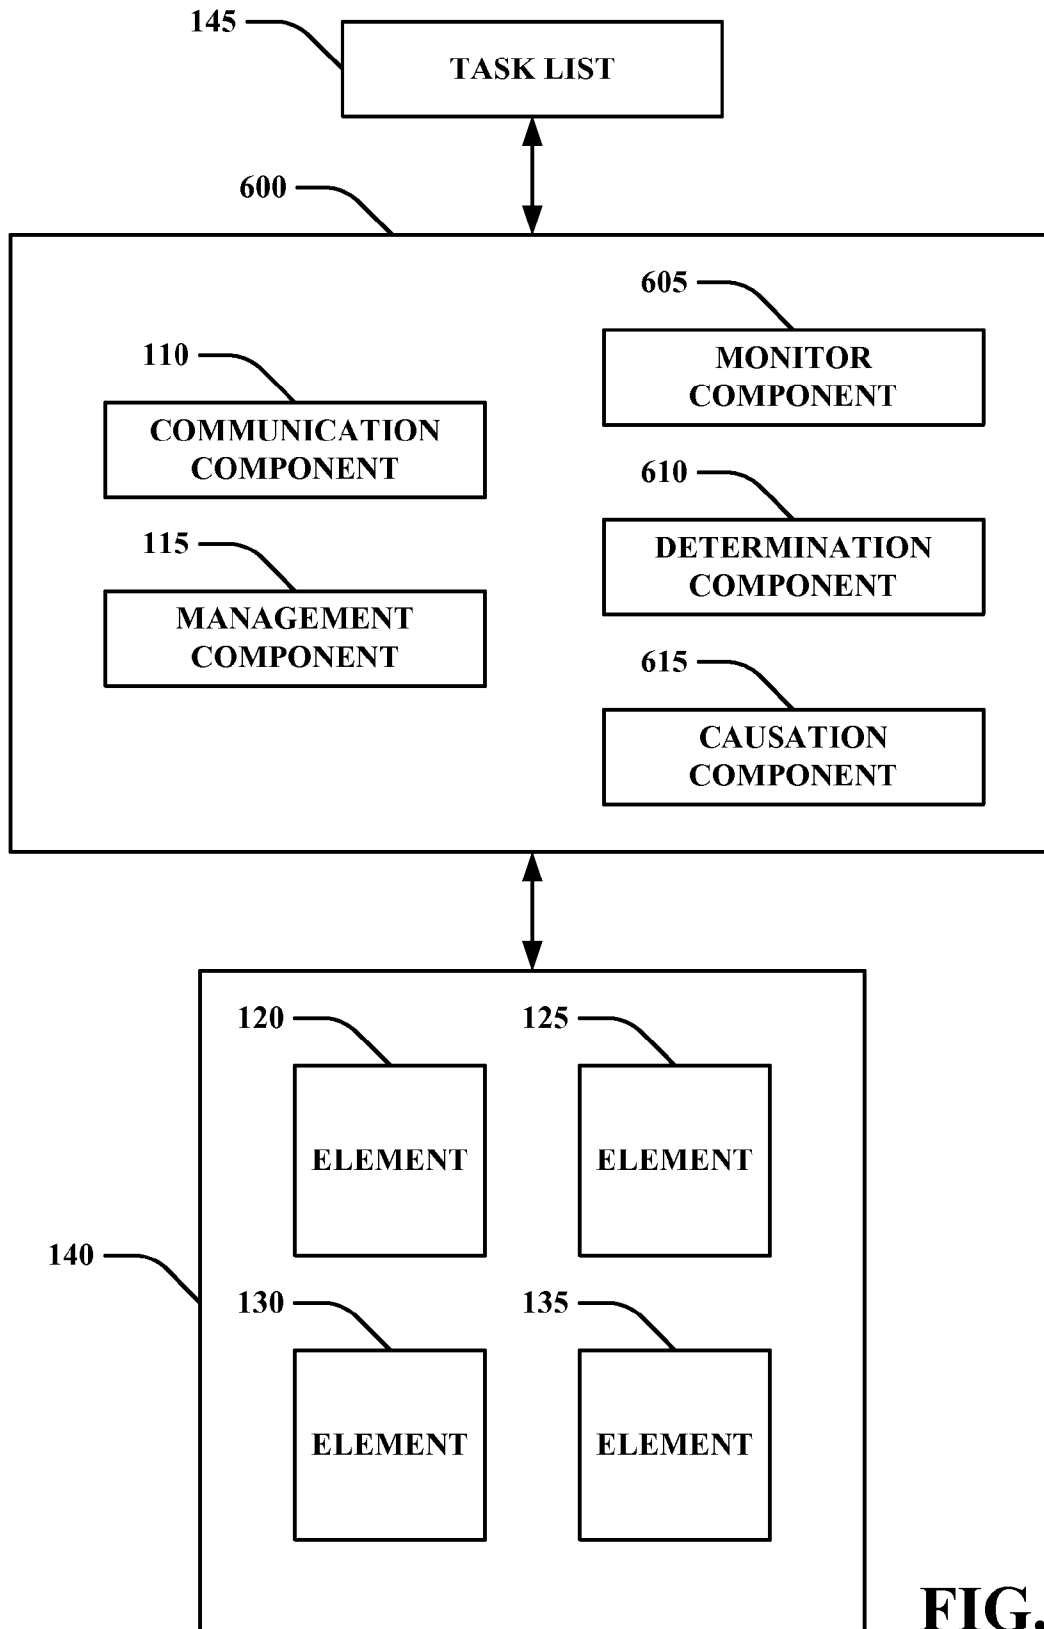 145
TASK LIST
600
605
MONITOR
COMPONENT
110
COMMUNICATION
COMPONENT
610
DETERMINATION
COMPONENT
115
MANAGEMENT
COMPONENT
615
CAUSATION
COMPONENT
120
125
ELEMENT
ELEMENT
140
130
135
ELEMENT
ELEMENT
FIG.